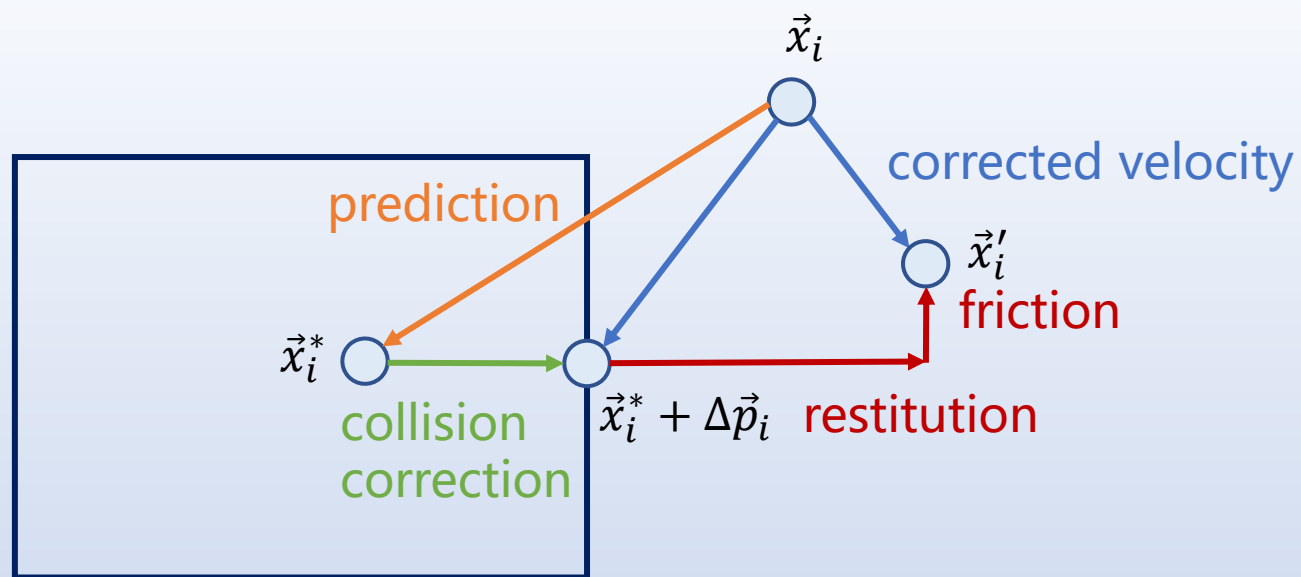 x⃗ᵢ
corrected velocity
prediction
x⃗ᵢ′
friction
x⃗ᵢ*
x⃗ᵢ* + Δp⃗ᵢ
restitution
collision
correction